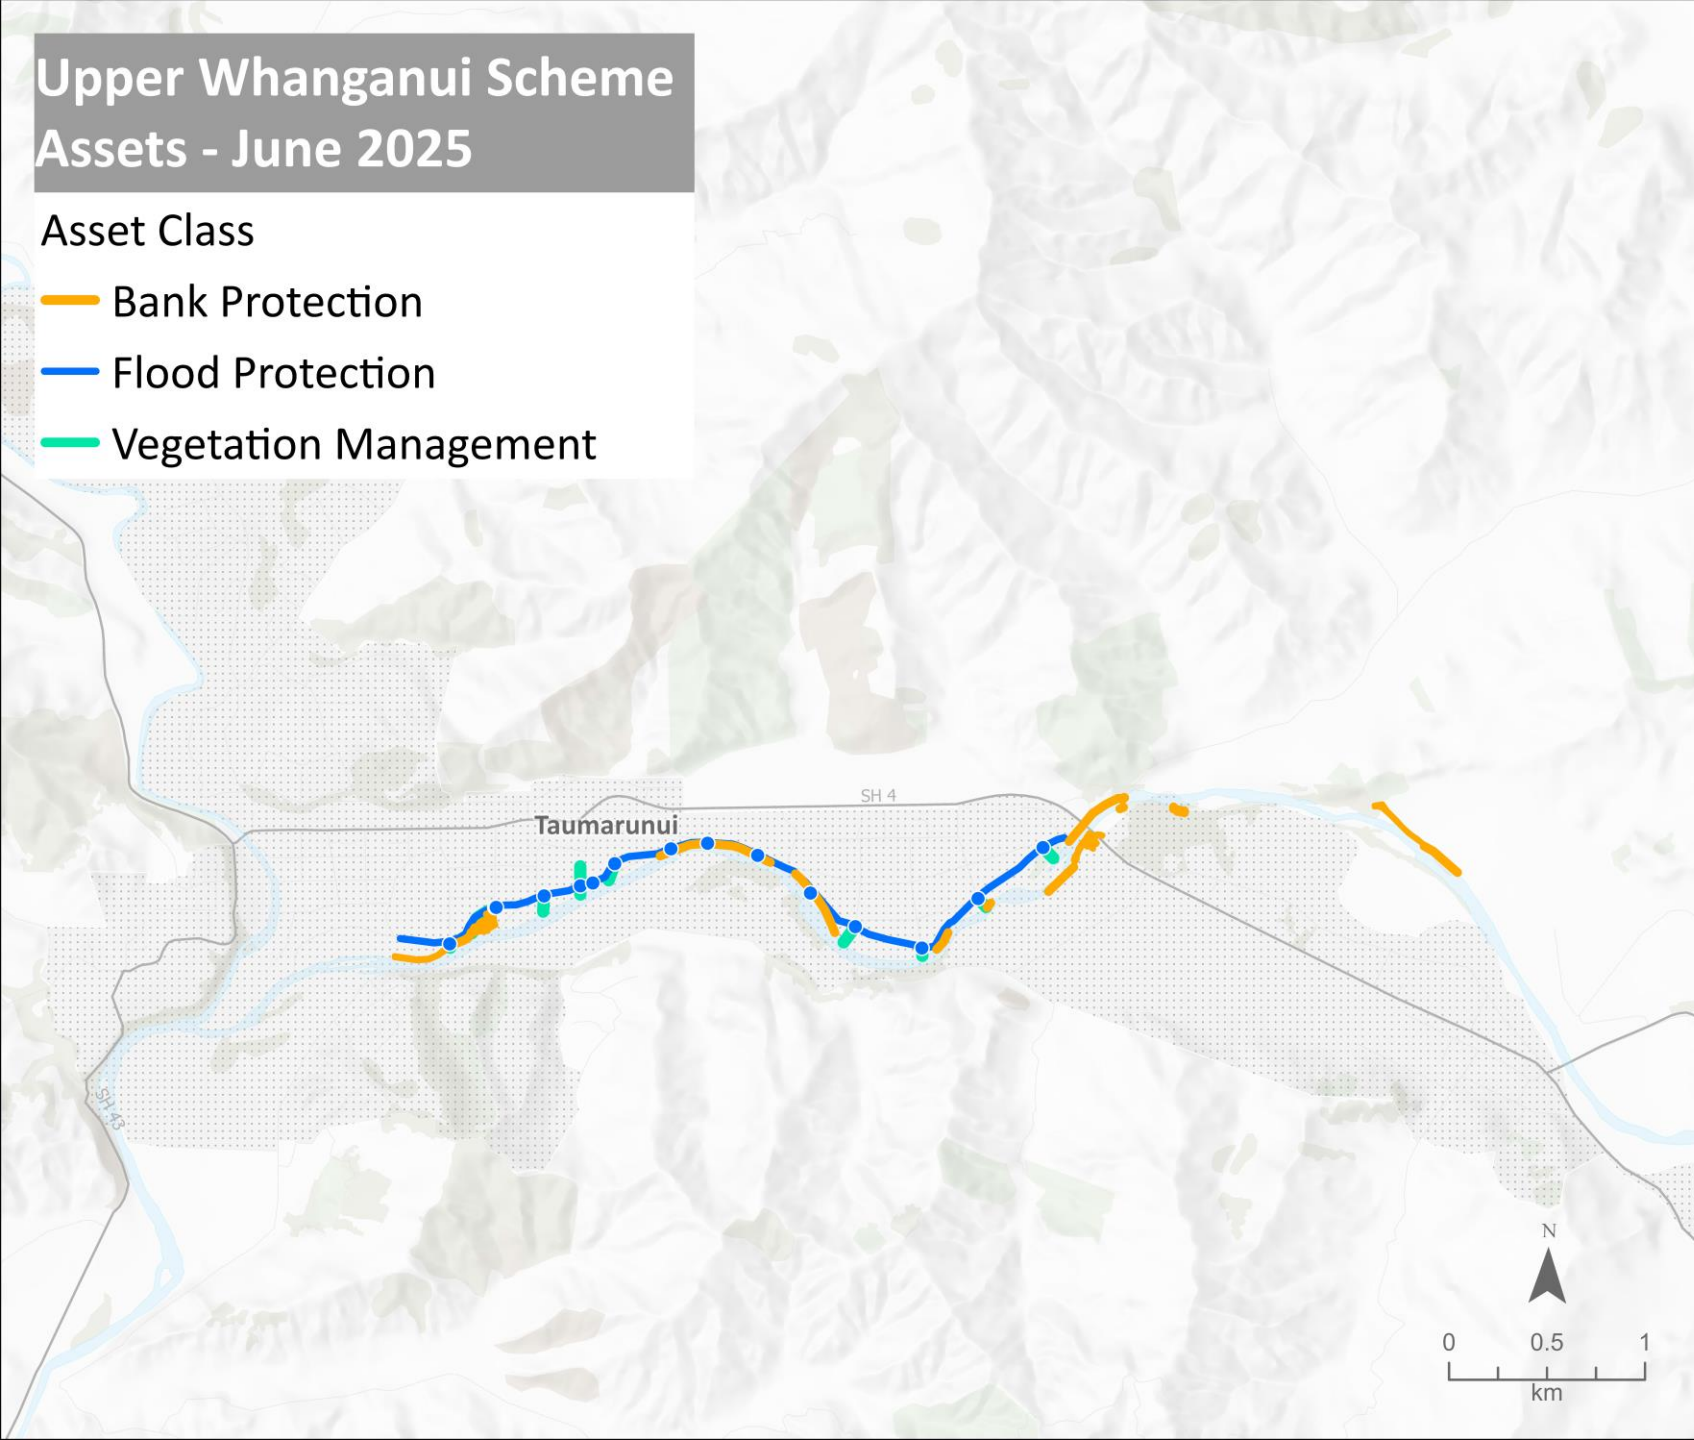 Upper Whanganui Scheme
Assets - June 2025
Asset Class
Bank Protection
Flood Protection
Vegetation Management
SH 4
Taumarunui
SH 43
N
0 0.5 1
km